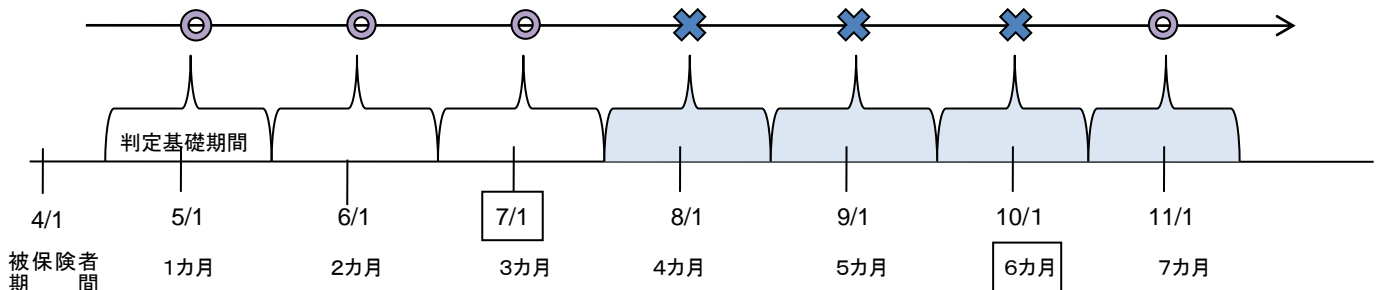 判定基礎期間
4/1 5/1 6/1 7/1 8/1 9/1 10/1 11/1
被保険者
期間
1カ月 2カ月 3カ月 4カ月 5カ月 6カ月 7カ月